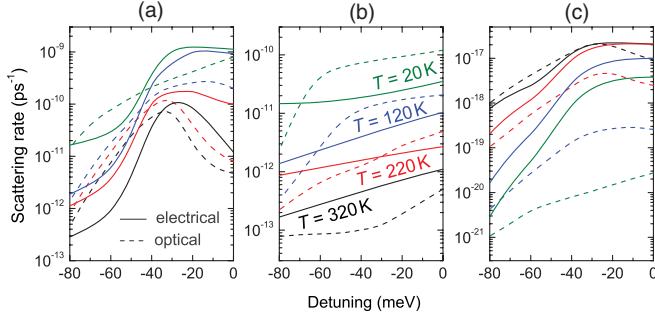 (a) (b) (c)
Scattering rate (ps⁻¹)
10⁻⁹
10⁻¹⁰
10⁻¹¹
10⁻¹²
10⁻¹³
electrical
optical
-80 -60 -40 -20 0
10⁻¹⁰
10⁻¹¹
10⁻¹²
10⁻¹³
T = 20 K
T = 120 K
T = 220 K
T = 320 K
-80 -60 -40 -20 0
10⁻¹⁷
10⁻¹⁸
10⁻¹⁹
10⁻²⁰
10⁻²¹
-80 -60 -40 -20 0
Detuning (meV)